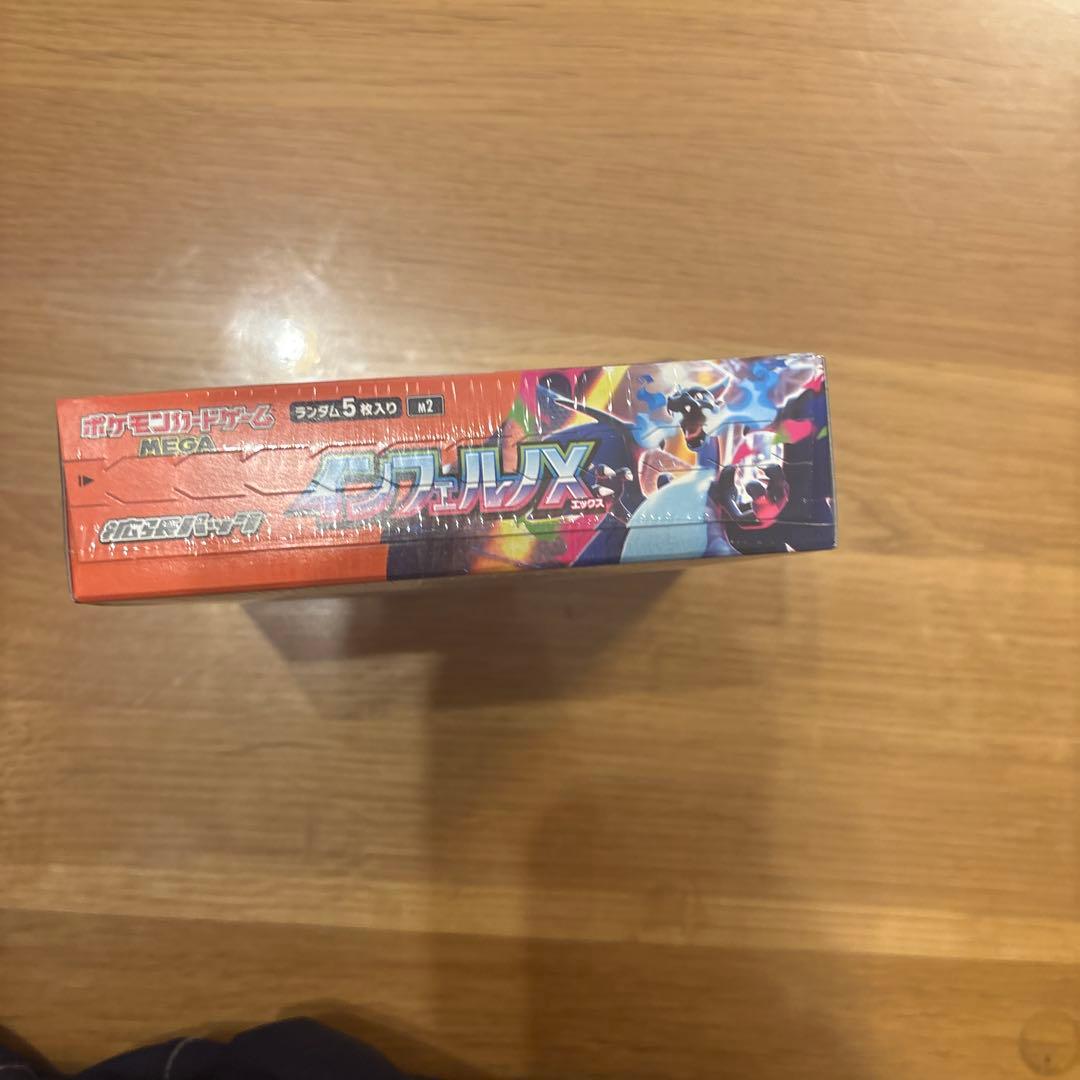 ポケモンカードゲーム
MEGA
ランダム5枚入り M2
インフェルノX
エックス
拡張パック